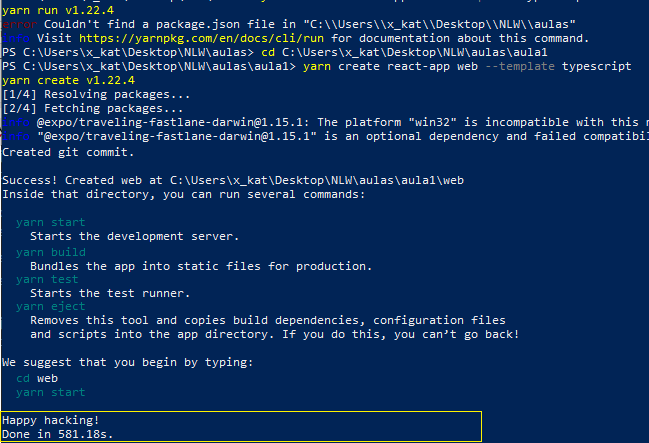 yarn run v1.22.4
error Couldn't find a package.json file in "C:\\Users\\x_kat\\Desktop\\NLW\\aulas"
info Visit https://yarnpkg.com/en/docs/cli/run for documentation about this command.
PS C:\Users\x_kat\Desktop\NLW\aulas> cd C:\Users\x_kat\Desktop\NLW\aulas\aula1
PS C:\Users\x_kat\Desktop\NLW\aulas\aula1> yarn create react-app web --template typescript
yarn create v1.22.4
[1/4] Resolving packages...
[2/4] Fetching packages...
info @expo/traveling-fastlane-darwin@1.15.1: The platform "win32" is incompatible with this
info "@expo/traveling-fastlane-darwin@1.15.1" is an optional dependency and failed
Created git commit.
Success! Created web at C:\Users\x_kat\Desktop\NLW\aulas\aula1\web
Inside that directory, you can run several commands:
yarn start
Starts the development server.
yarn build
Bundles the app into static files for production.
yarn test
Starts the test runner.
yarn eject
Removes this tool and copies build dependencies, configuration files
and scripts into the app directory. If you do this, you can't go back!
We suggest that you begin by typing:
cd web
yarn start
Happy hacking!
Done in 581.18s.